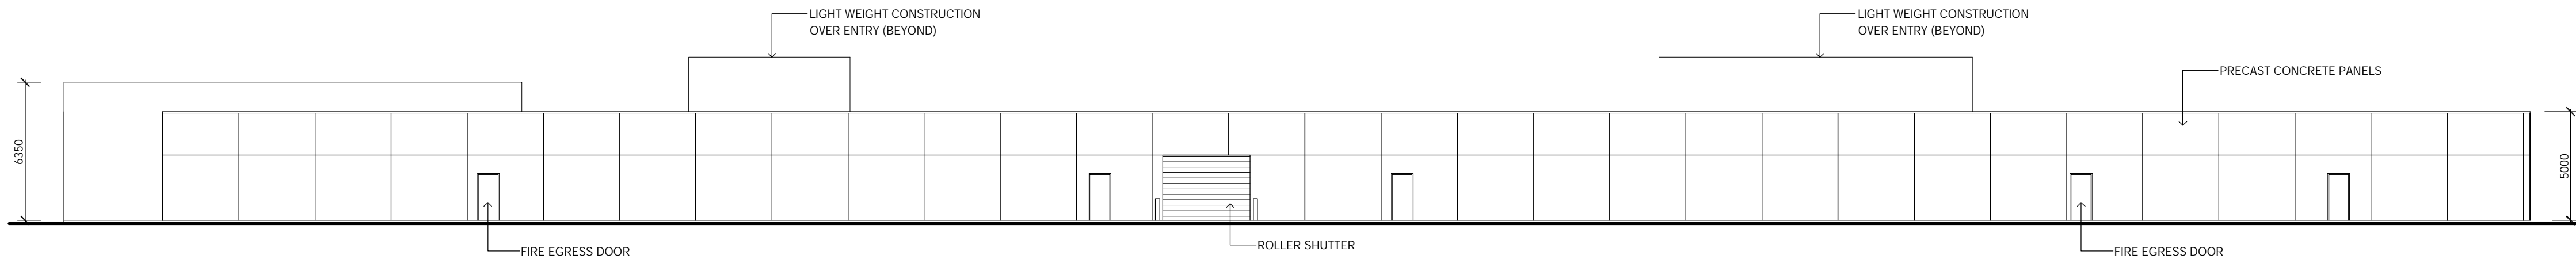 LIGHT WEIGHT CONSTRUCTION
OVER ENTRY (BEYOND)
LIGHT WEIGHT CONSTRUCTION
OVER ENTRY (BEYOND)
PRECAST CONCRETE PANELS
6350
5000
FIRE EGRESS DOOR
ROLLER SHUTTER
FIRE EGRESS DOOR